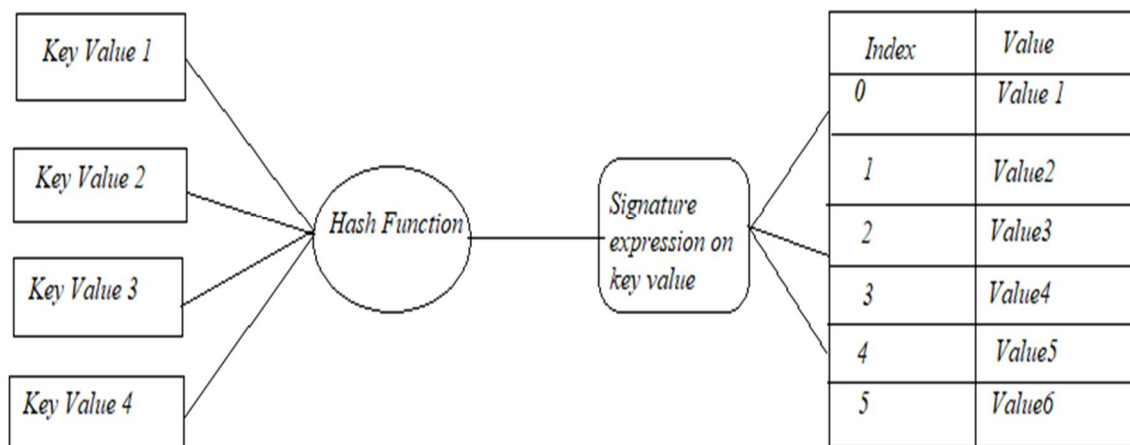 Key Value 1
Key Value 2
Key Value 3
Key Value 4
Hash Function
Signature
expression on
key value
Index Value
0 Value 1
1 Value2
2 Value3
3 Value4
4 Value5
5 Value6